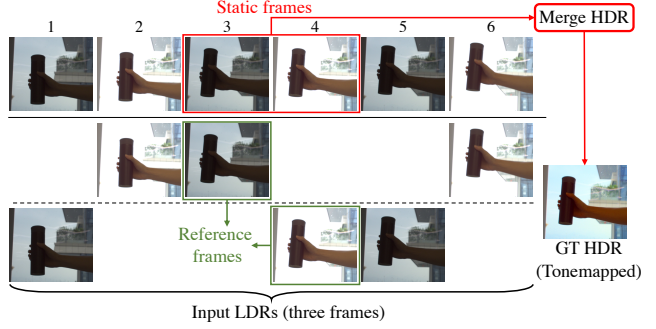 Static frames
Merge HDR
1 2 3 4 5 6
Reference
frames
GT HDR
(Tonemapped)
Input LDRs (three frames)